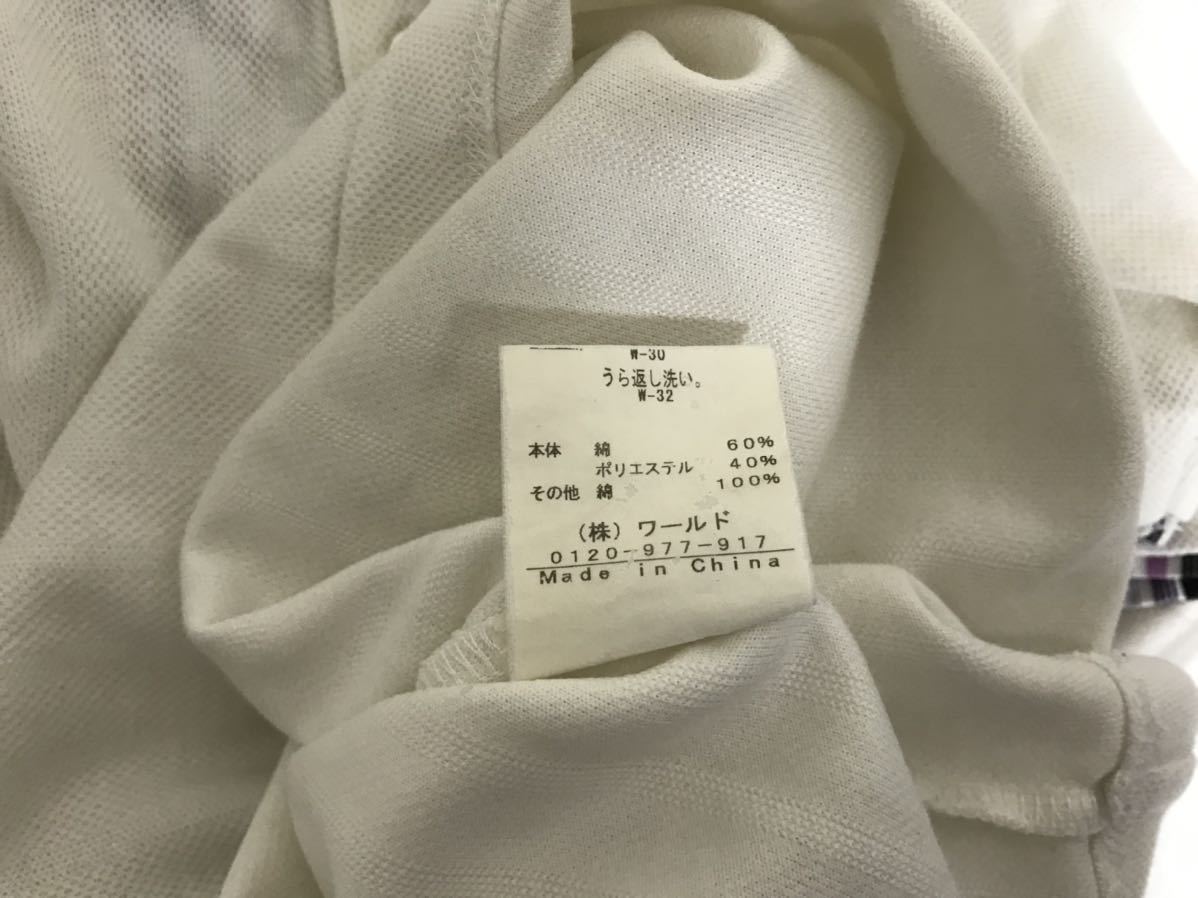 W-30
うら返し洗い。
W-32
本体 綿 60%
ポリエステル 40%
その他 綿 100%
(株)ワールド
0120-977-917
Made in China